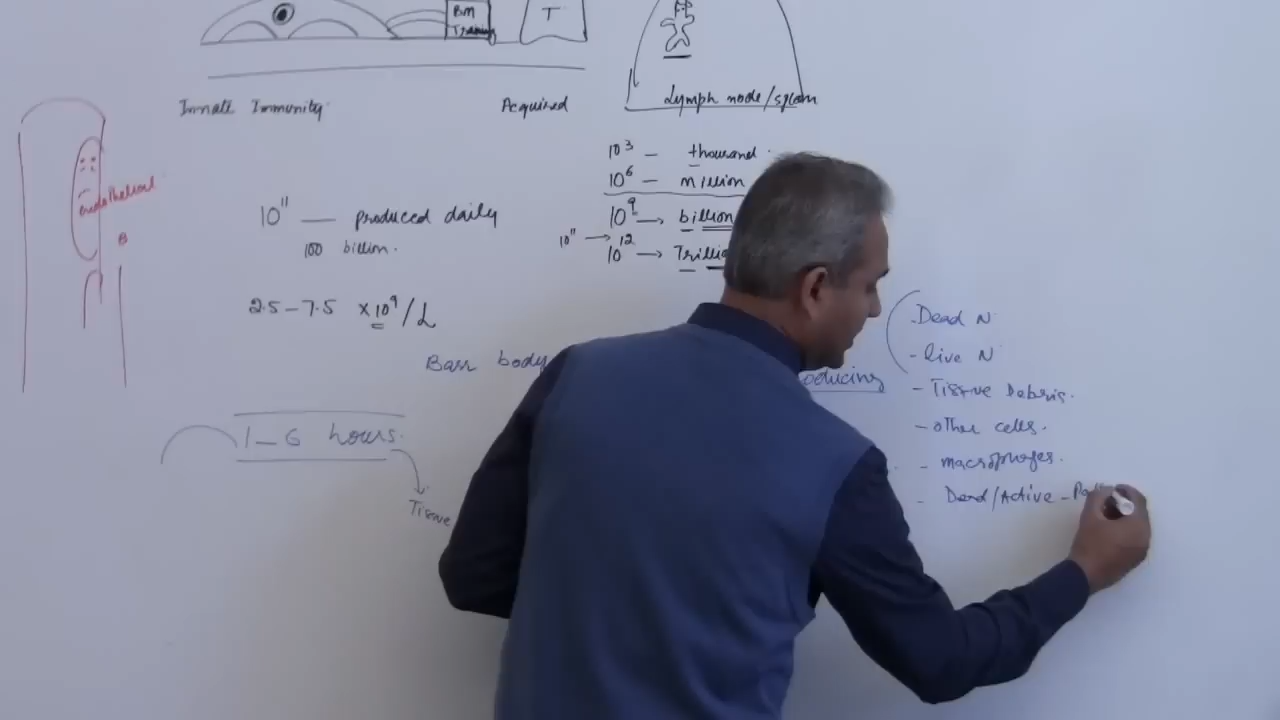 BM
T
Innate Immunity
Acquired
Lymph node/spleen
10³ — thousand
10⁶ — million
10⁹ → billion
10¹¹ → 10¹² →
10¹¹ — produced daily
100 billion.
2.5 – 7.5 × 10⁹/L
endothelial
B
Barr body
oducing
1 – 6 hours.
Tissue
- Dead N
- live N
- Tissue Debris.
- other cells.
- macrophages.
- Dead/Active -